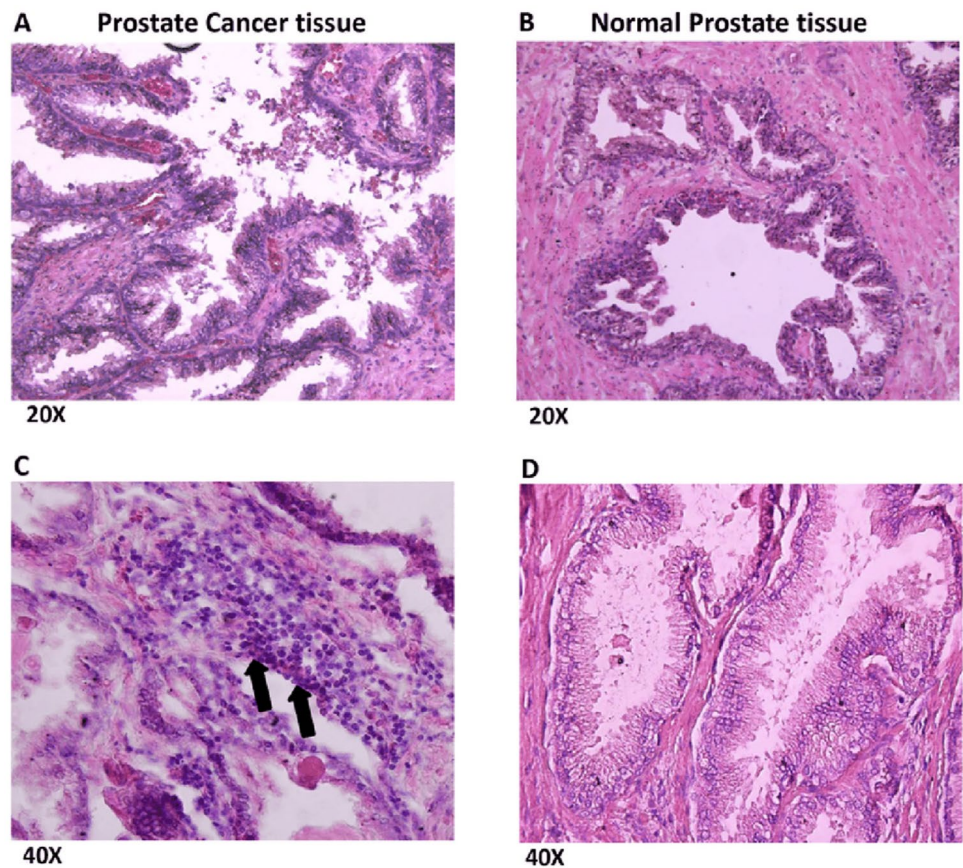 A Prostate Cancer tissue
B Normal Prostate tissue
20X
20X
C
D
40X
40X